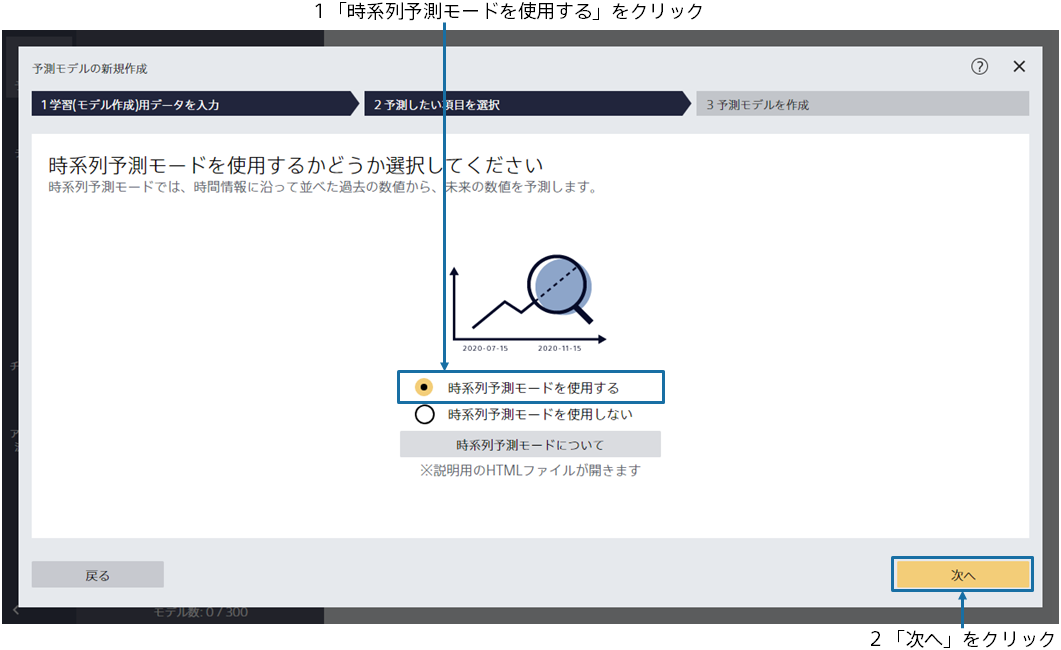 1 「時系列予測モードを使用する」をクリック
予測モデルの新規作成
1 学習(モデル作成)用データを入力
2 予測したい項目を選択
3 予測モデルを作成
時系列予測モードを使用するかどうか選択してください
時系列予測モードでは、時間情報に沿って並べた過去の数値から、未来の数値を予測します。
2020-07-15
2020-11-15
時系列予測モードを使用する
時系列予測モードを使用しない
時系列予測モードについて
※説明用のHTMLファイルが開きます
戻る
次へ
モデル数: 0 / 300
2 「次へ」をクリック